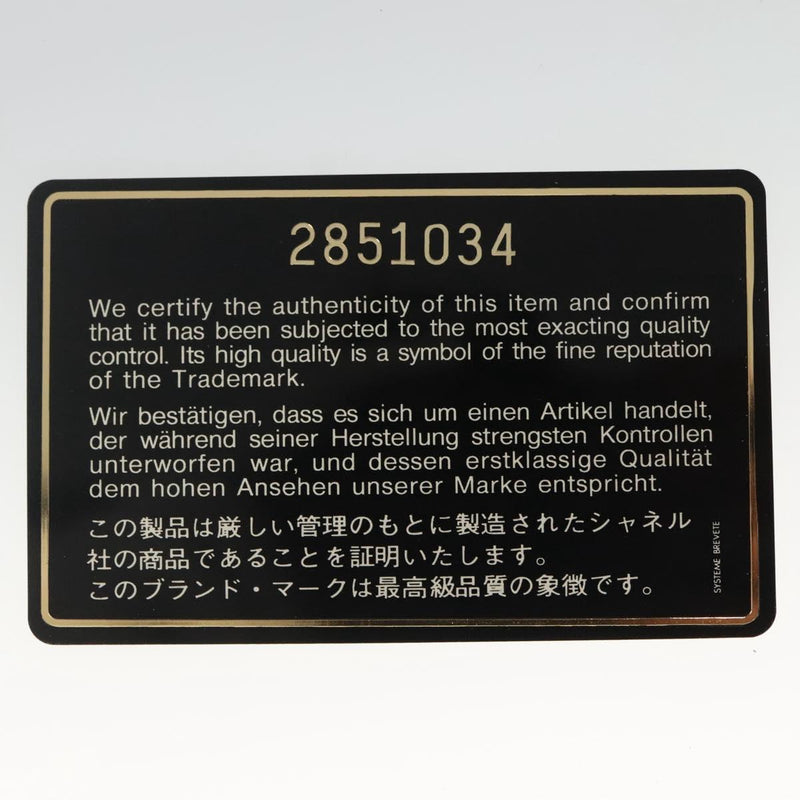 2851034
We certify the authenticity of this item and confirm
that it has been subjected to the most exacting quality
control. Its high quality is a symbol of the fine reputation
of the Trademark.
Wir bestätigen, dass es sich um einen Artikel handelt,
der während seiner Herstellung strengsten Kontrollen
unterworfen war, und dessen erstklassige Qualität
dem hohen Ansehen unserer Marke entspricht.
この製品は厳しい管理のもとに製造されたシャネル
社の商品であることを証明いたします。
このブランド・マークは最高級品質の象徴です。
SYSTEME BREVETE